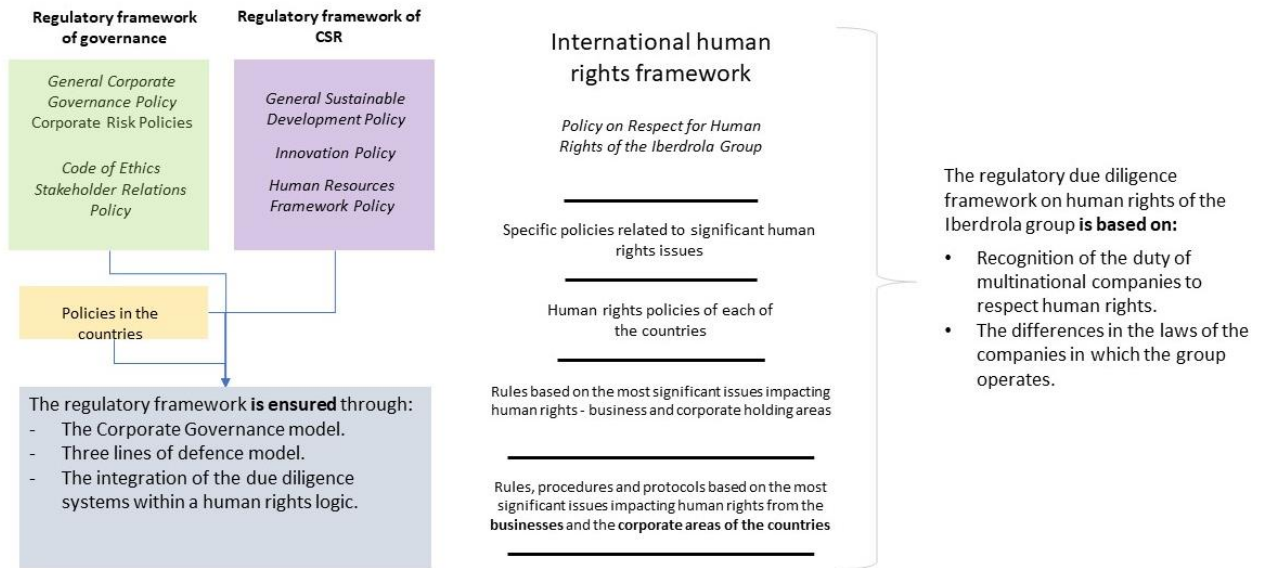 Regulatory framework
of governance
General Corporate
Governance Policy
Corporate Risk Policies
Code of Ethics
Stakeholder Relations
Policy
Regulatory framework of
CSR
General Sustainable
Development Policy
Innovation Policy
Human Resources
Framework Policy
Policies in the
countries
The regulatory framework is ensured through:
- The Corporate Governance model.
- Three lines of defence model.
- The integration of the due diligence
systems within a human rights logic.
International human
rights framework
Policy on Respect for Human
Rights of the Iberdrola Group
Specific policies related to significant human
rights issues
Human rights policies of each of
the countries
Rules based on the most significant issues impacting
human rights - business and corporate holding areas
Rules, procedures and protocols based on the most
significant issues impacting human rights from the
businesses and the corporate areas of the countries
The regulatory due diligence
framework on human rights of the
Iberdrola group is based on:
• Recognition of the duty of
multinational companies to
respect human rights.
• The differences in the laws of the
companies in which the group
operates.